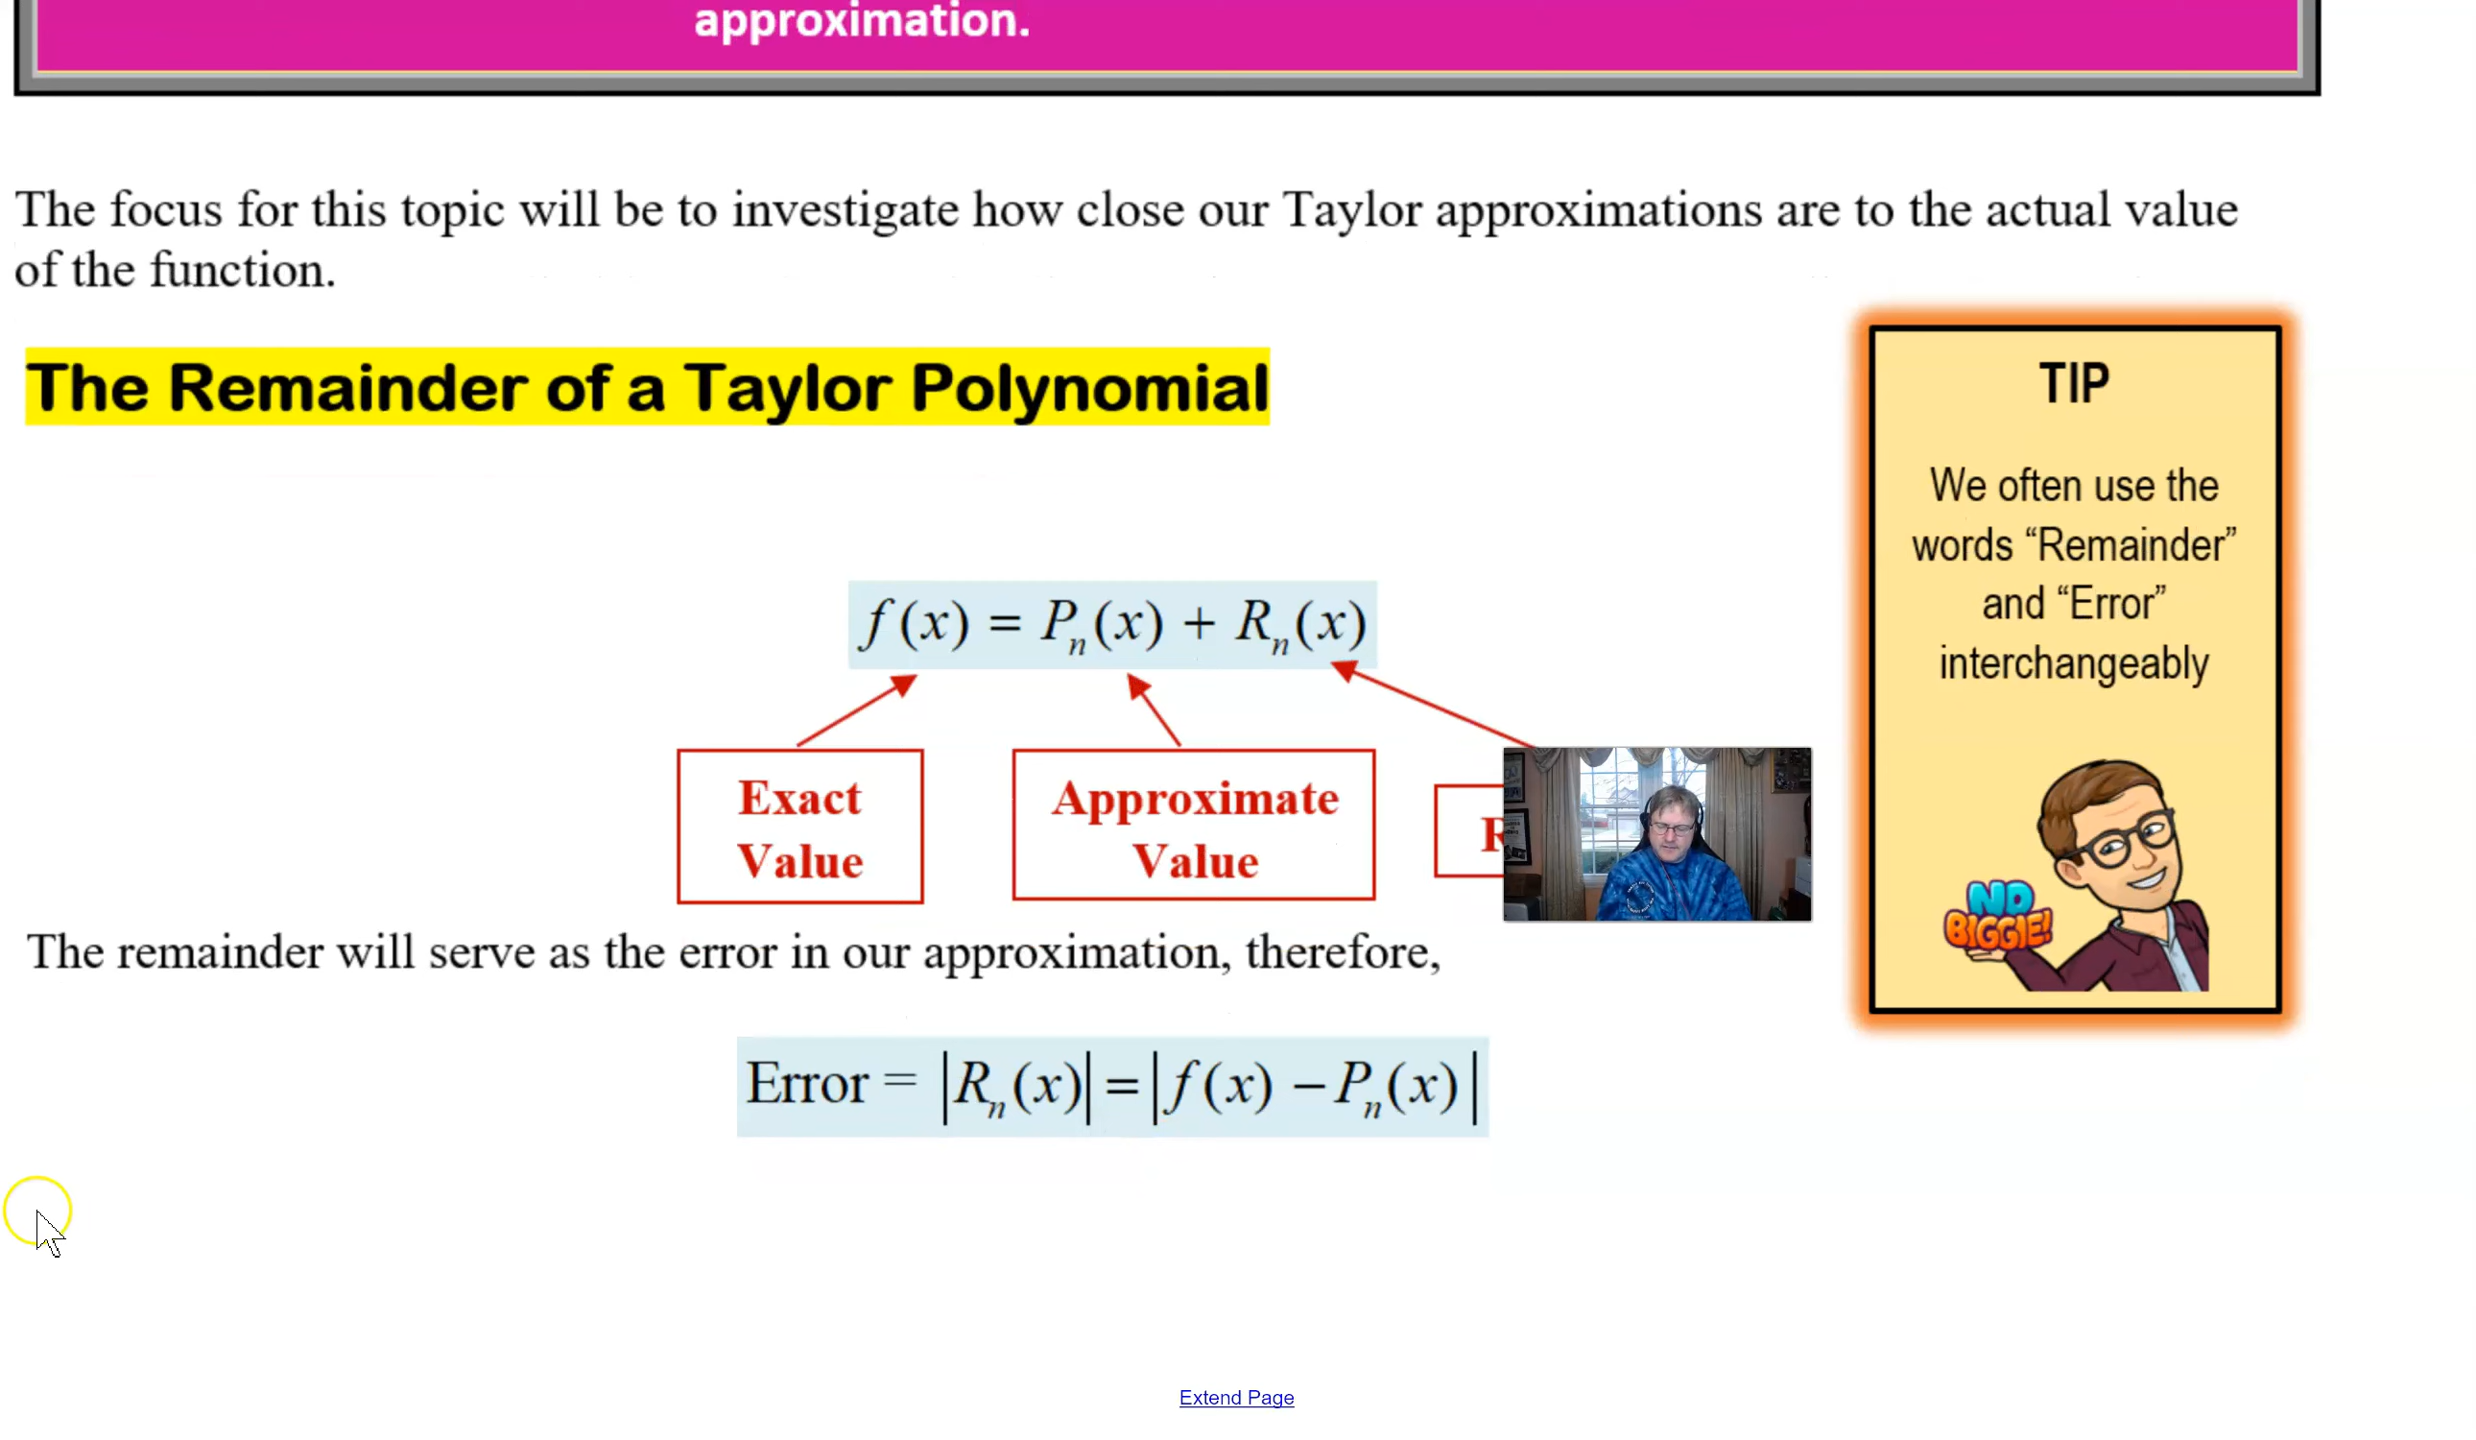 approximation.
The focus for this topic will be to investigate how close our Taylor approximations are to the actual value
of the function.
The Remainder of a Taylor Polynomial
f(x) = Pₙ(x) + Rₙ(x)
Exact
Value
Approximate
Value
R
The remainder will serve as the error in our approximation, therefore,
Error = |Rₙ(x)| = |f(x) − Pₙ(x)|
TIP
We often use the
words “Remainder”
and “Error”
interchangeably
NO
BIGGIE!
Extend Page